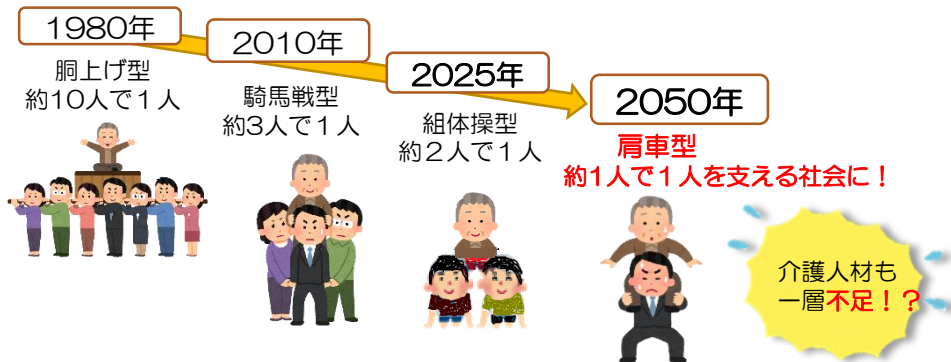 1980年
胴上げ型
約10人で１人
2010年
騎馬戦型
約3人で１人
2025年
組体操型
約２人で１人
2050年
肩車型
約1人で１人を支える社会に！
介護人材も
一層不足！？